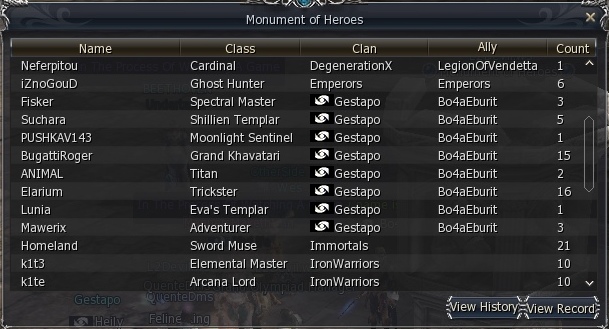 Monument of Heroes
Name Class Clan Ally Count
Neferpitou Cardinal DegenerationX LegionOfVendetta 1
iZnoGouD Ghost Hunter Emperors Emperors 6
Fisker Spectral Master Gestapo Bo4aEburit 3
Suchara Shillien Templar Gestapo Bo4aEburit 5
PUSHKAV143 Moonlight Sentinel Gestapo Bo4aEburit 1
BugattiRoger Grand Khavatari Gestapo Bo4aEburit 15
ANIMAL Titan Gestapo Bo4aEburit 2
Elarium Trickster Gestapo Bo4aEburit 16
Lunia Eva's Templar Gestapo Bo4aEburit 1
Mawerix Adventurer Gestapo Bo4aEburit 3
Homeland Sword Muse Immortals 21
k1t3 Elemental Master IronWarriors 10
k1te Arcana Lord IronWarriors 10
Gestapo
View History View Record